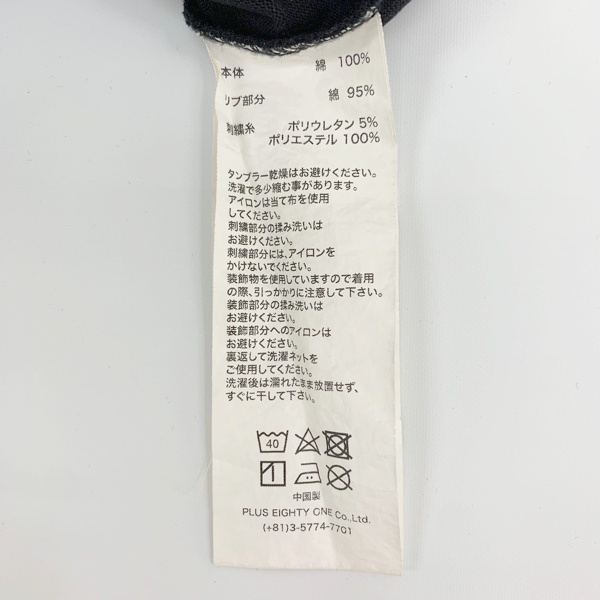 本体 綿 100%
リブ部分 綿 95%
ポリウレタン 5%
刺繍糸 ポリエステル 100%
タンブラー乾燥はお避けください。
洗濯で多少縮む事があります。
アイロンは当て布を使用
してください。
刺繍部分の揉み洗いは
お避けください。
刺繍部分には、アイロンを
かけないでください。
装飾物を使用していますので着用
の際、引っかかりに注意して下さい。
装飾部分の揉み洗いは
お避けください。
装飾部分へのアイロンは
お避けください。
裏返して洗濯ネットを
ご使用してください。
洗濯後は濡れたまま放置せず、
すぐに干して下さい。
40
中国製
PLUS EIGHTY ONE Co.,Ltd.
(+81)3-5774-7701